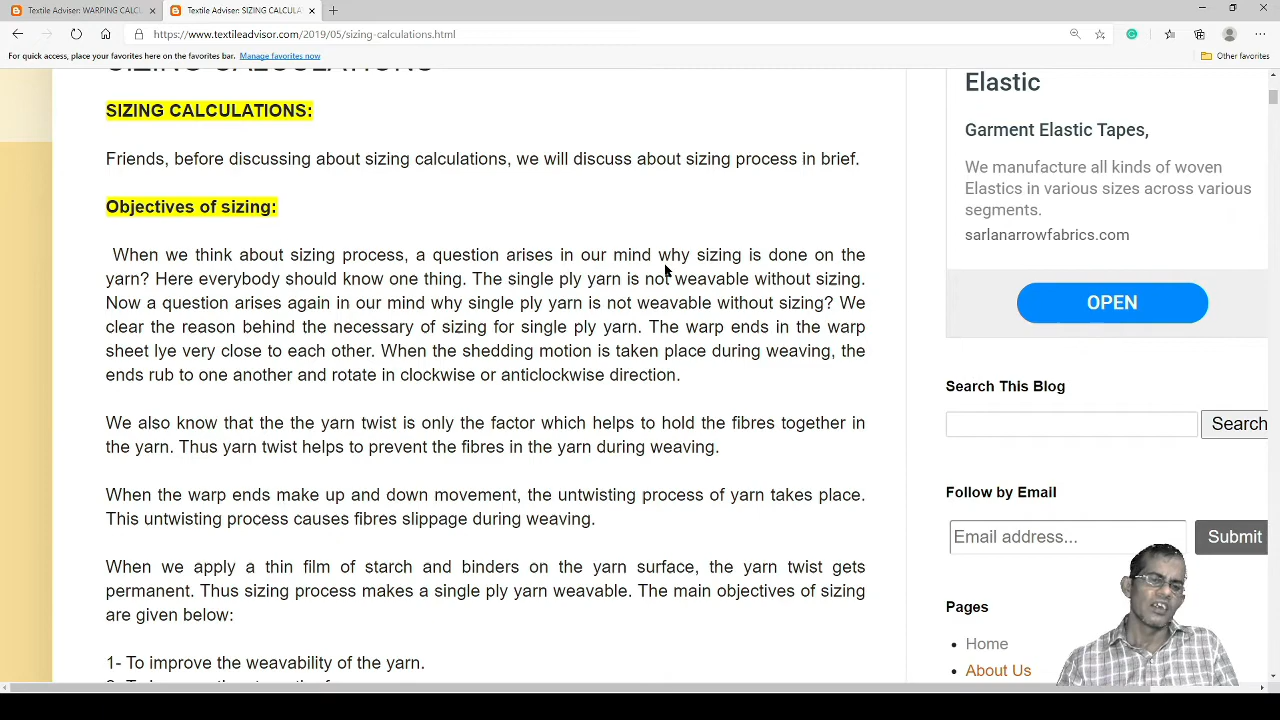 Textile Adviser: WARPING CALCU
Textile Adviser: SIZING CALCULA
https://www.textileadvisor.com/2019/05/sizing-calculations.html
For quick access, place your favorites here on the favorites bar. Manage favorites now
Other favorites
SIZING CALCULATIONS
SIZING CALCULATIONS:
Friends, before discussing about sizing calculations, we will discuss about sizing process in brief.
Objectives of sizing:
When we think about sizing process, a question arises in our mind why sizing is done on the
yarn? Here everybody should know one thing. The single ply yarn is not weavable without sizing.
Now a question arises again in our mind why single ply yarn is not weavable without sizing? We
clear the reason behind the necessary of sizing for single ply yarn. The warp ends in the warp
sheet lye very close to each other. When the shedding motion is taken place during weaving, the
ends rub to one another and rotate in clockwise or anticlockwise direction.
We also know that the the yarn twist is only the factor which helps to hold the fibres together in
the yarn. Thus yarn twist helps to prevent the fibres in the yarn during weaving.
When the warp ends make up and down movement, the untwisting process of yarn takes place.
This untwisting process causes fibres slippage during weaving.
When we apply a thin film of starch and binders on the yarn surface, the yarn twist gets
permanent. Thus sizing process makes a single ply yarn weavable. The main objectives of sizing
are given below:
1- To improve the weavability of the yarn.
Elastic
Garment Elastic Tapes,
We manufacture all kinds of woven
Elastics in various sizes across various
segments.
sarlanarrowfabrics.com
OPEN
Search This Blog
Search
Follow by Email
Email address...
Submit
Pages
Home
About Us